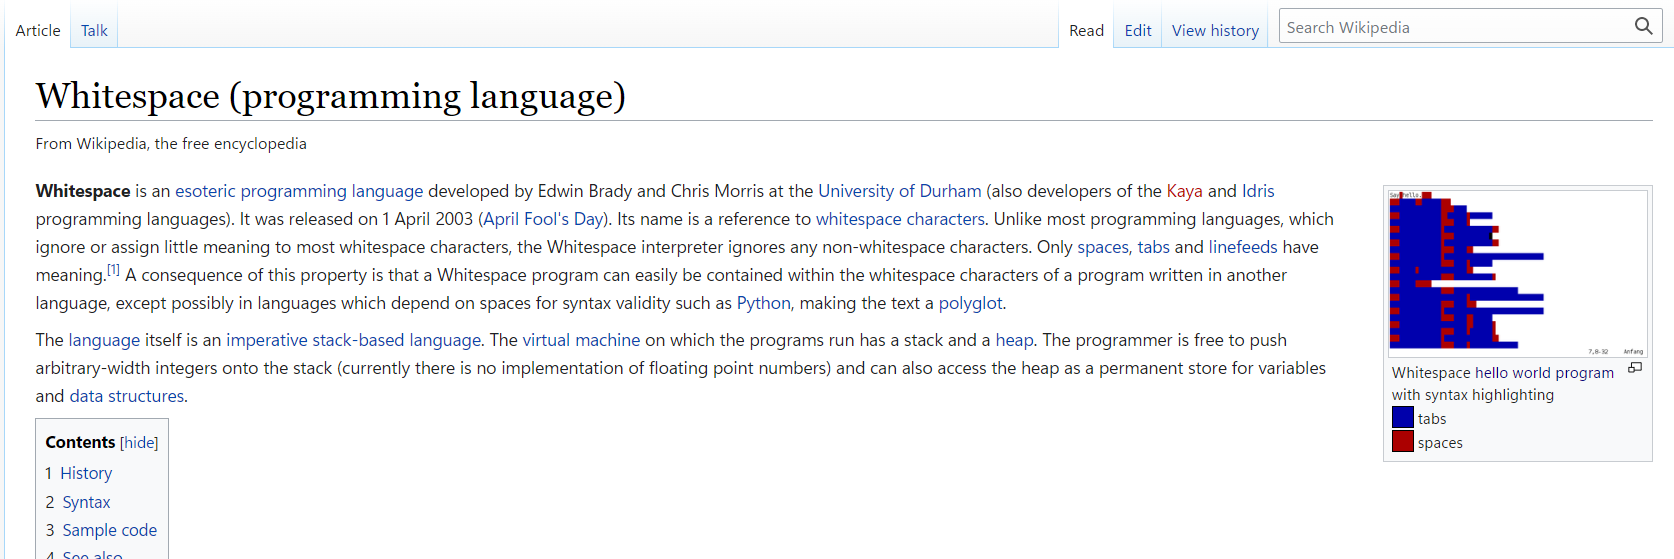 Article Talk Read Edit View history Search Wikipedia
Whitespace (programming language)
From Wikipedia, the free encyclopedia
Whitespace is an esoteric programming language developed by Edwin Brady and Chris Morris at the University of Durham (also developers of the Kaya and Idris
programming languages). It was released on 1 April 2003 (April Fool's Day). Its name is a reference to whitespace characters. Unlike most programming languages, which
ignore or assign little meaning to most whitespace characters, the Whitespace interpreter ignores any non-whitespace characters. Only spaces, tabs and linefeeds have
meaning.[1] A consequence of this property is that a Whitespace program can easily be contained within the whitespace characters of a program written in another
language, except possibly in languages which depend on spaces for syntax validity such as Python, making the text a polyglot.
The language itself is an imperative stack-based language. The virtual machine on which the programs run has a stack and a heap. The programmer is free to push
arbitrary-width integers onto the stack (currently there is no implementation of floating point numbers) and can also access the heap as a permanent store for variables
and data structures.
Contents [hide]
1 History
2 Syntax
3 Sample code
4 See also
7,8-32 Anfang
Whitespace hello world program
with syntax highlighting
tabs
spaces